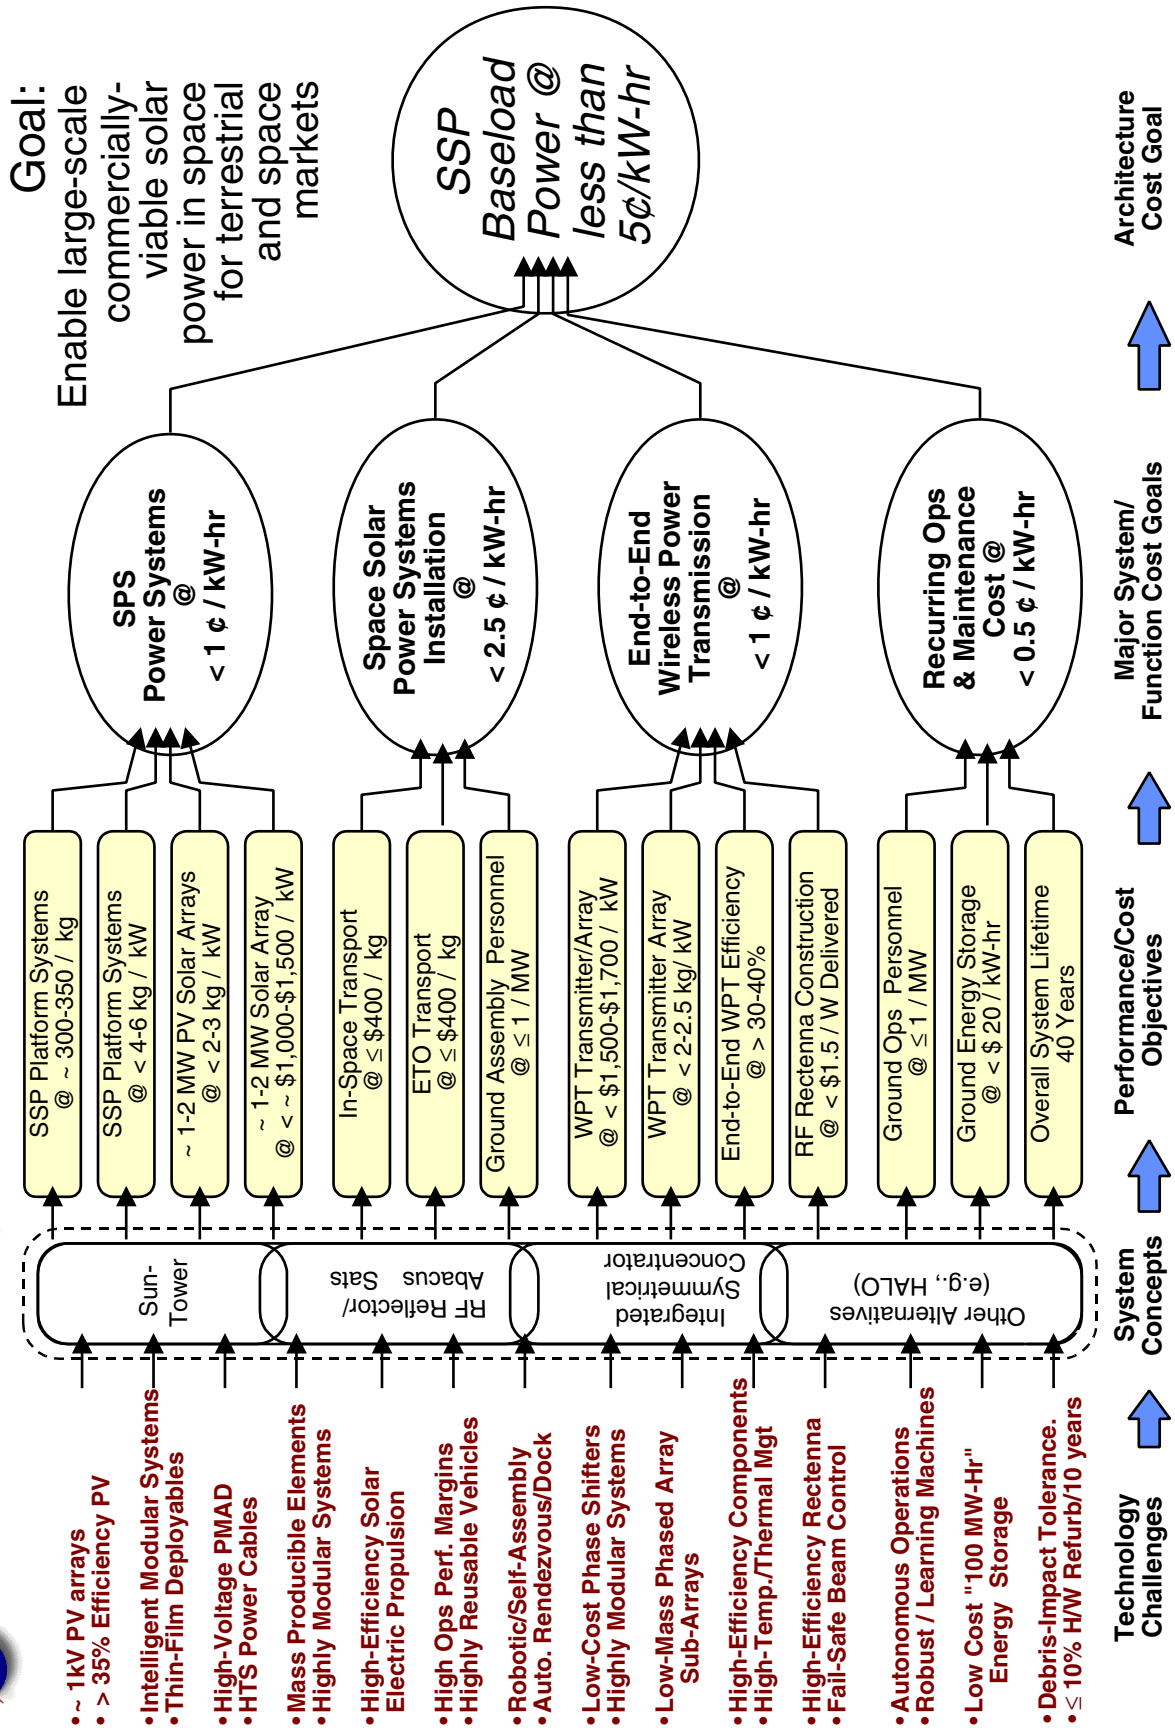 Goal:
Enable large-scale
commercially-
viable solar
power in space
for terrestrial
and space
markets
• ~ 1kV PV arrays
• > 35% Efficiency PV
• Intelligent Modular Systems
• Thin-Film Deployables
• High-Voltage PMAD
• HTS Power Cables
• Mass Producible Elements
• Highly Modular Systems
• High-Efficiency Solar
Electric Propulsion
• High Ops Perf. Margins
• Highly Reusable Vehicles
• Robotic/Self-Assembly
• Auto. Rendezvous/Dock
• Low-Cost Phase Shifters
• Highly Modular Systems
• Low-Mass Phased Array
Sub-Arrays
• High-Efficiency Components
• High-Temp./Thermal Mgt
• High-Efficiency Rectenna
• Fail-Safe Beam Control
• Autonomous Operations
• Robust / Learning Machines
• Low Cost "100 MW-Hr"
Energy Storage
• Debris-Impact Tolerance.
• ≤ 10% H/W Refurb/10 years
Sun-
Tower
RF Reflector/
Abacus Sats
Integrated
Symmetrical
Concentrator
Other Alternatives
(e.g., HALO)
SSP Platform Systems
@ ~ 300-350 / kg
SSP Platform Systems
@ < 4-6 kg / kW
~ 1-2 MW PV Solar Arrays
@ < 2-3 kg / kW
~ 1-2 MW Solar Array
@ < ~ $1,000-$1,500 / kW
In-Space Transport
@ ≤ $400 / kg
ETO Transport
@ ≤ $400 / kg
Ground Assembly Personnel
@ ≤ 1 / MW
WPT Transmitter/Array
@ < $1,500-$1,700 / kW
WPT Transmitter Array
@ < 2-2.5 kg/ kW
End-to-End WPT Efficiency
@ > 30-40%
RF Rectenna Construction
@ < $1.5 / W Delivered
Ground Ops Personnel
@ ≤ 1 / MW
Ground Energy Storage
@ < $ 20 / kW-hr
Overall System Lifetime
40 Years
SPS
Power Systems
@
< 1 ¢ / kW-hr
Space Solar
Power Systems
Installation
@
< 2.5 ¢ / kW-hr
End-to-End
Wireless Power
Transmission
@
< 1 ¢ / kW-hr
Recurring Ops
& Maintenance
Cost @
< 0.5 ¢ / kW-hr
SSP
Baseload
Power @
less than
5¢/kW-hr
Technology
Challenges
System
Concepts
Performance/Cost
Objectives
Major System/
Function Cost Goals
Architecture
Cost Goal